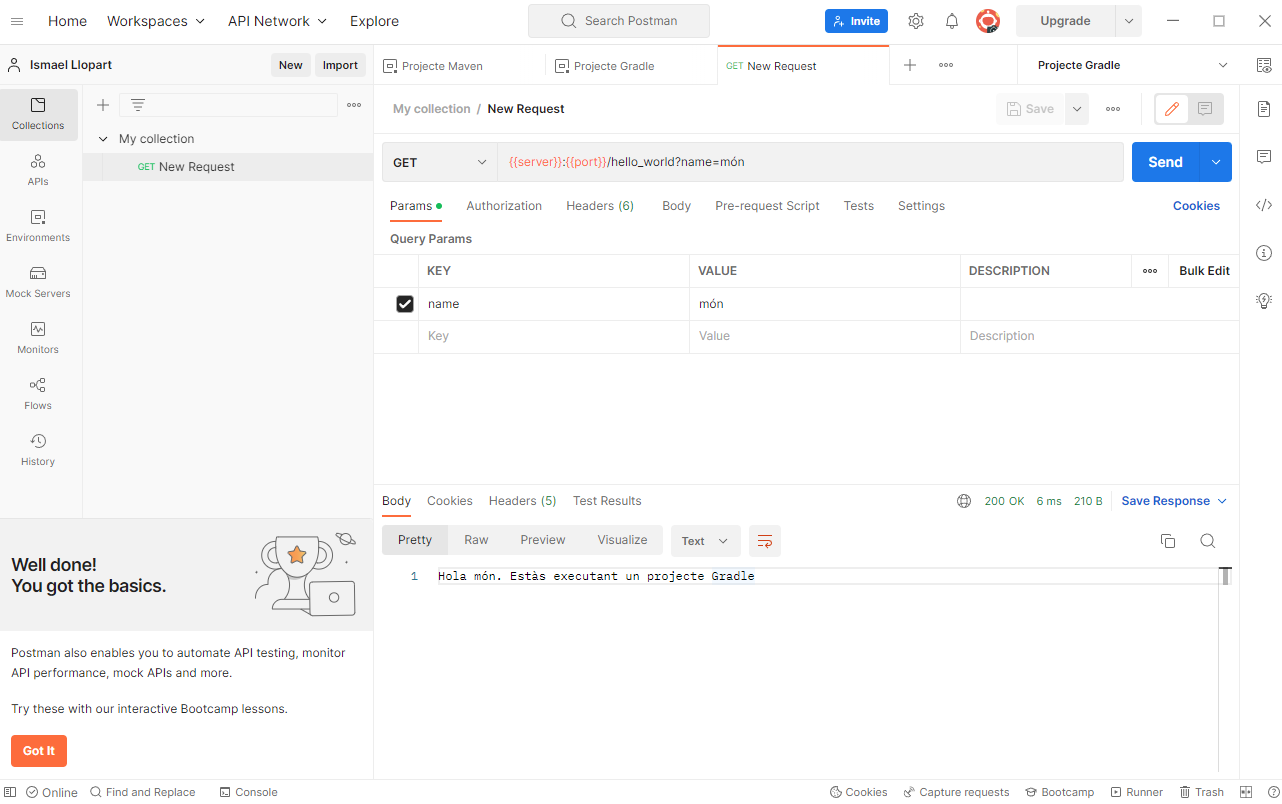 Home Workspaces API Network Explore Search Postman Invite Upgrade
Ismael Llopart New Import
Projecte Maven Projecte Gradle GET New Request Projecte Gradle
Collections
APIs
Environments
Mock Servers
Monitors
Flows
History
My collection
GET New Request
My collection / New Request Save
GET {{server}}:{{port}}/hello_world?name=món Send
Params Authorization Headers (6) Body Pre-request Script Tests Settings Cookies
Query Params
KEY VALUE DESCRIPTION Bulk Edit
name món
Key Value Description
Body Cookies Headers (5) Test Results 200 OK 6 ms 210 B Save Response
Pretty Raw Preview Visualize Text
1 Hola món. Estàs executant un projecte Gradle
Well done!
You got the basics.
Postman also enables you to automate API testing, monitor
API performance, mock APIs and more.
Try these with our interactive Bootcamp lessons.
Got It
Online Find and Replace Console Cookies Capture requests Bootcamp Runner Trash